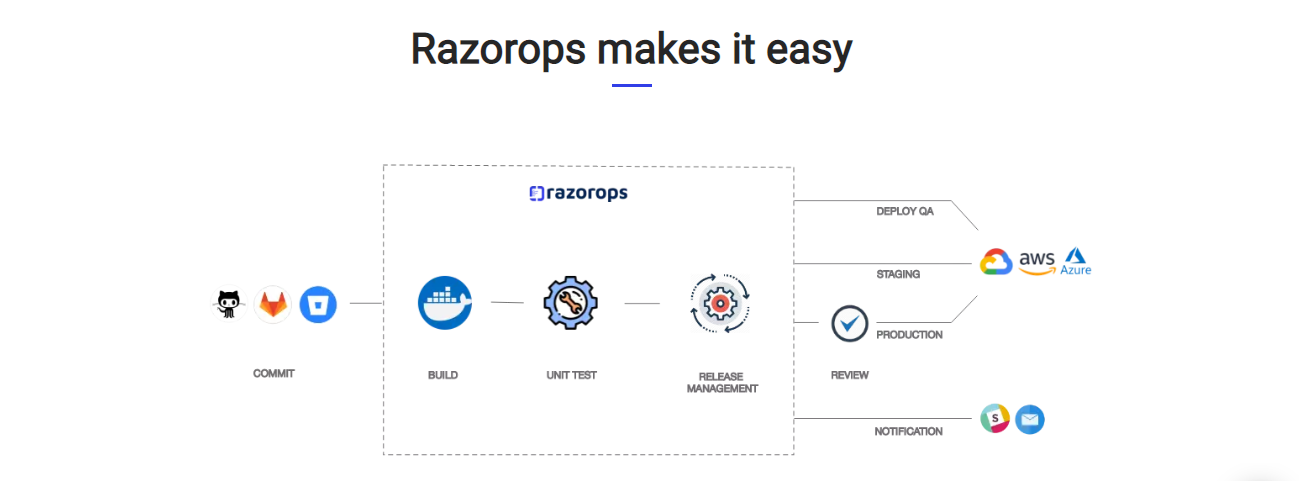 Razorops makes it easy
razorops
DEPLOY QA
STAGING
aws
Azure
PRODUCTION
COMMIT
BUILD
UNIT TEST
RELEASE
MANAGEMENT
REVIEW
S
NOTIFICATION